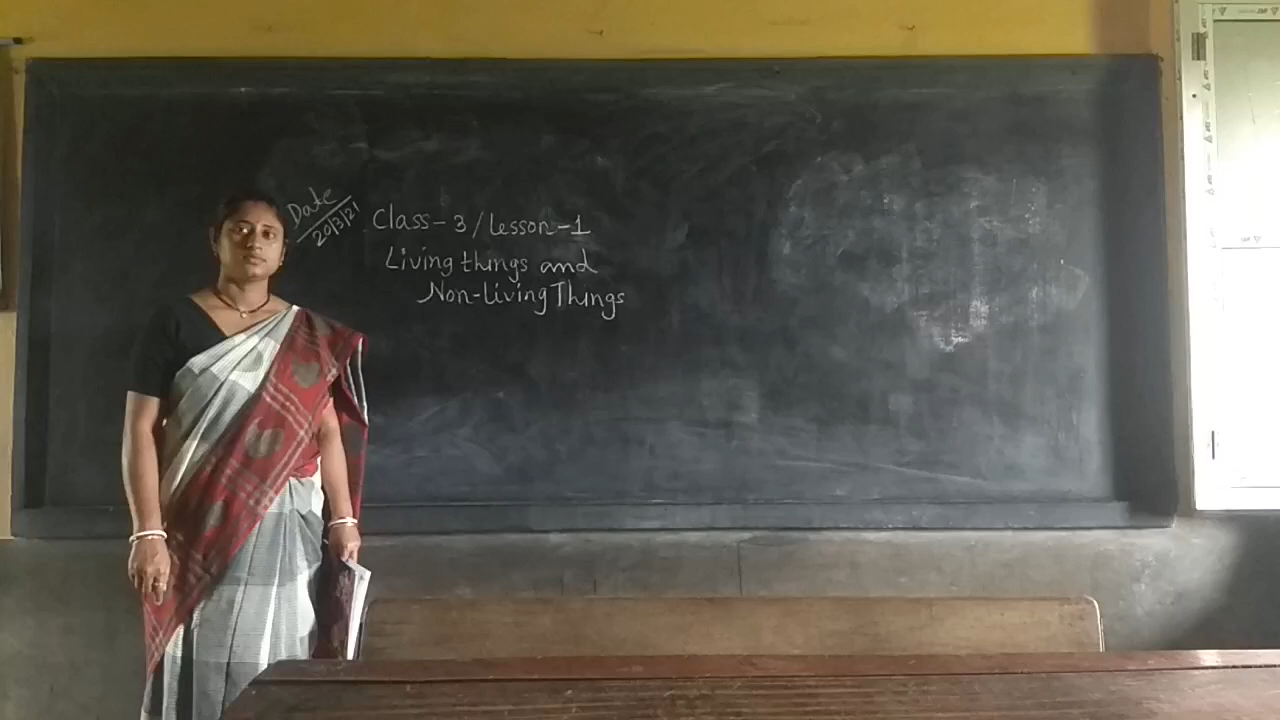 Date
20/3/21
Class-3/Lesson-1
Living things and
Non-living Things